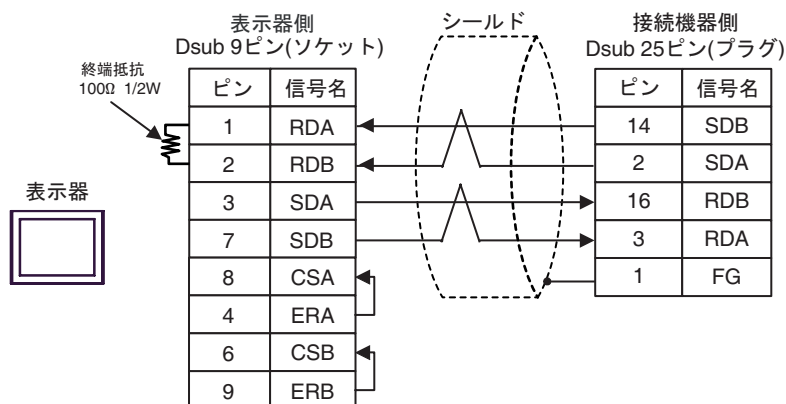 表示器側
Dsub 9ピン(ソケット)
シールド
接続機器側
Dsub 25ピン(プラグ)
終端抵抗
100Ω 1/2W
表示器
ピン 信号名
1 RDA
2 RDB
3 SDA
7 SDB
8 CSA
4 ERA
6 CSB
9 ERB
ピン 信号名
14 SDB
2 SDA
16 RDB
3 RDA
1 FG